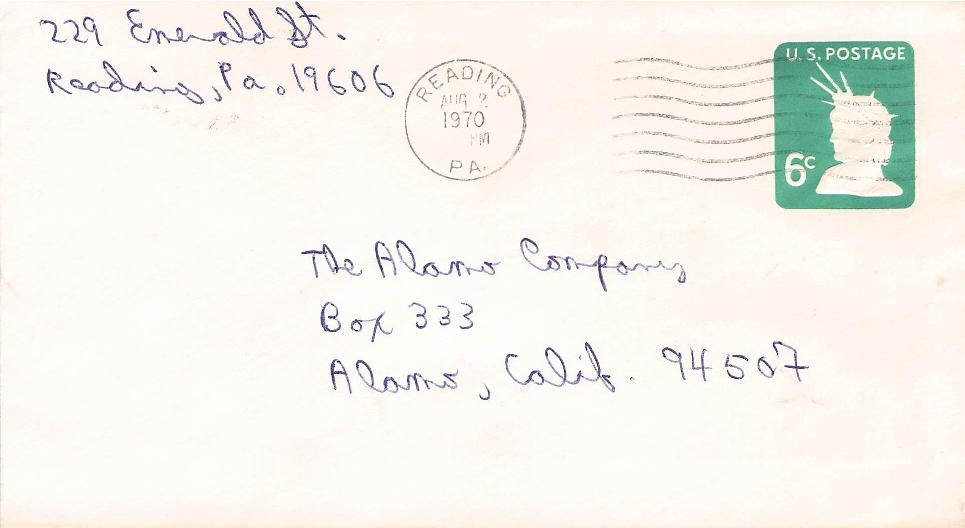 229 Emerald St.
Reading, Pa. 19606
READING
AUG 2
1970
PM
PA.
U.S. POSTAGE
6c
The Alamo Company
Box 333
Alamo, Calif. 94507